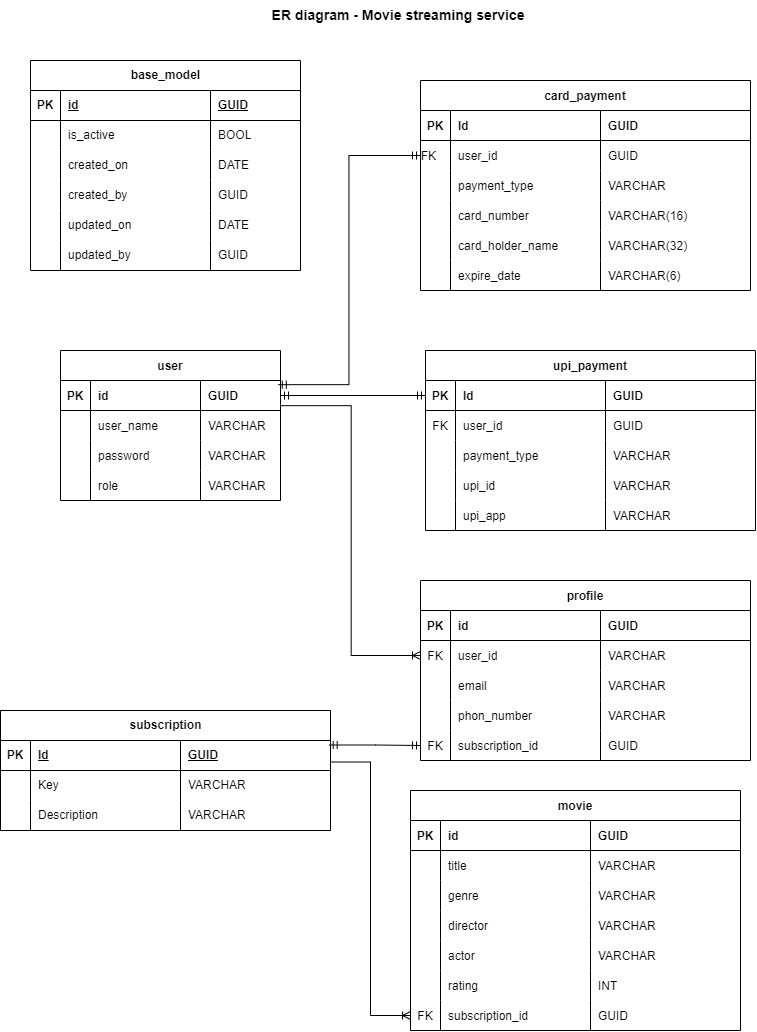 ER diagram - Movie streaming service
base_model
PK id GUID
is_active BOOL
created_on DATE
created_by GUID
updated_on DATE
updated_by GUID
card_payment
PK Id GUID
FK user_id GUID
payment_type VARCHAR
card_number VARCHAR(16)
card_holder_name VARCHAR(32)
expire_date VARCHAR(6)
user
PK id GUID
user_name VARCHAR
password VARCHAR
role VARCHAR
upi_payment
PK Id GUID
FK user_id GUID
payment_type VARCHAR
upi_id VARCHAR
upi_app VARCHAR
profile
PK id GUID
FK user_id VARCHAR
email VARCHAR
phon_number VARCHAR
FK subscription_id GUID
subscription
PK Id GUID
Key VARCHAR
Description VARCHAR
movie
PK id GUID
title VARCHAR
genre VARCHAR
director VARCHAR
actor VARCHAR
rating INT
FK subscription_id GUID